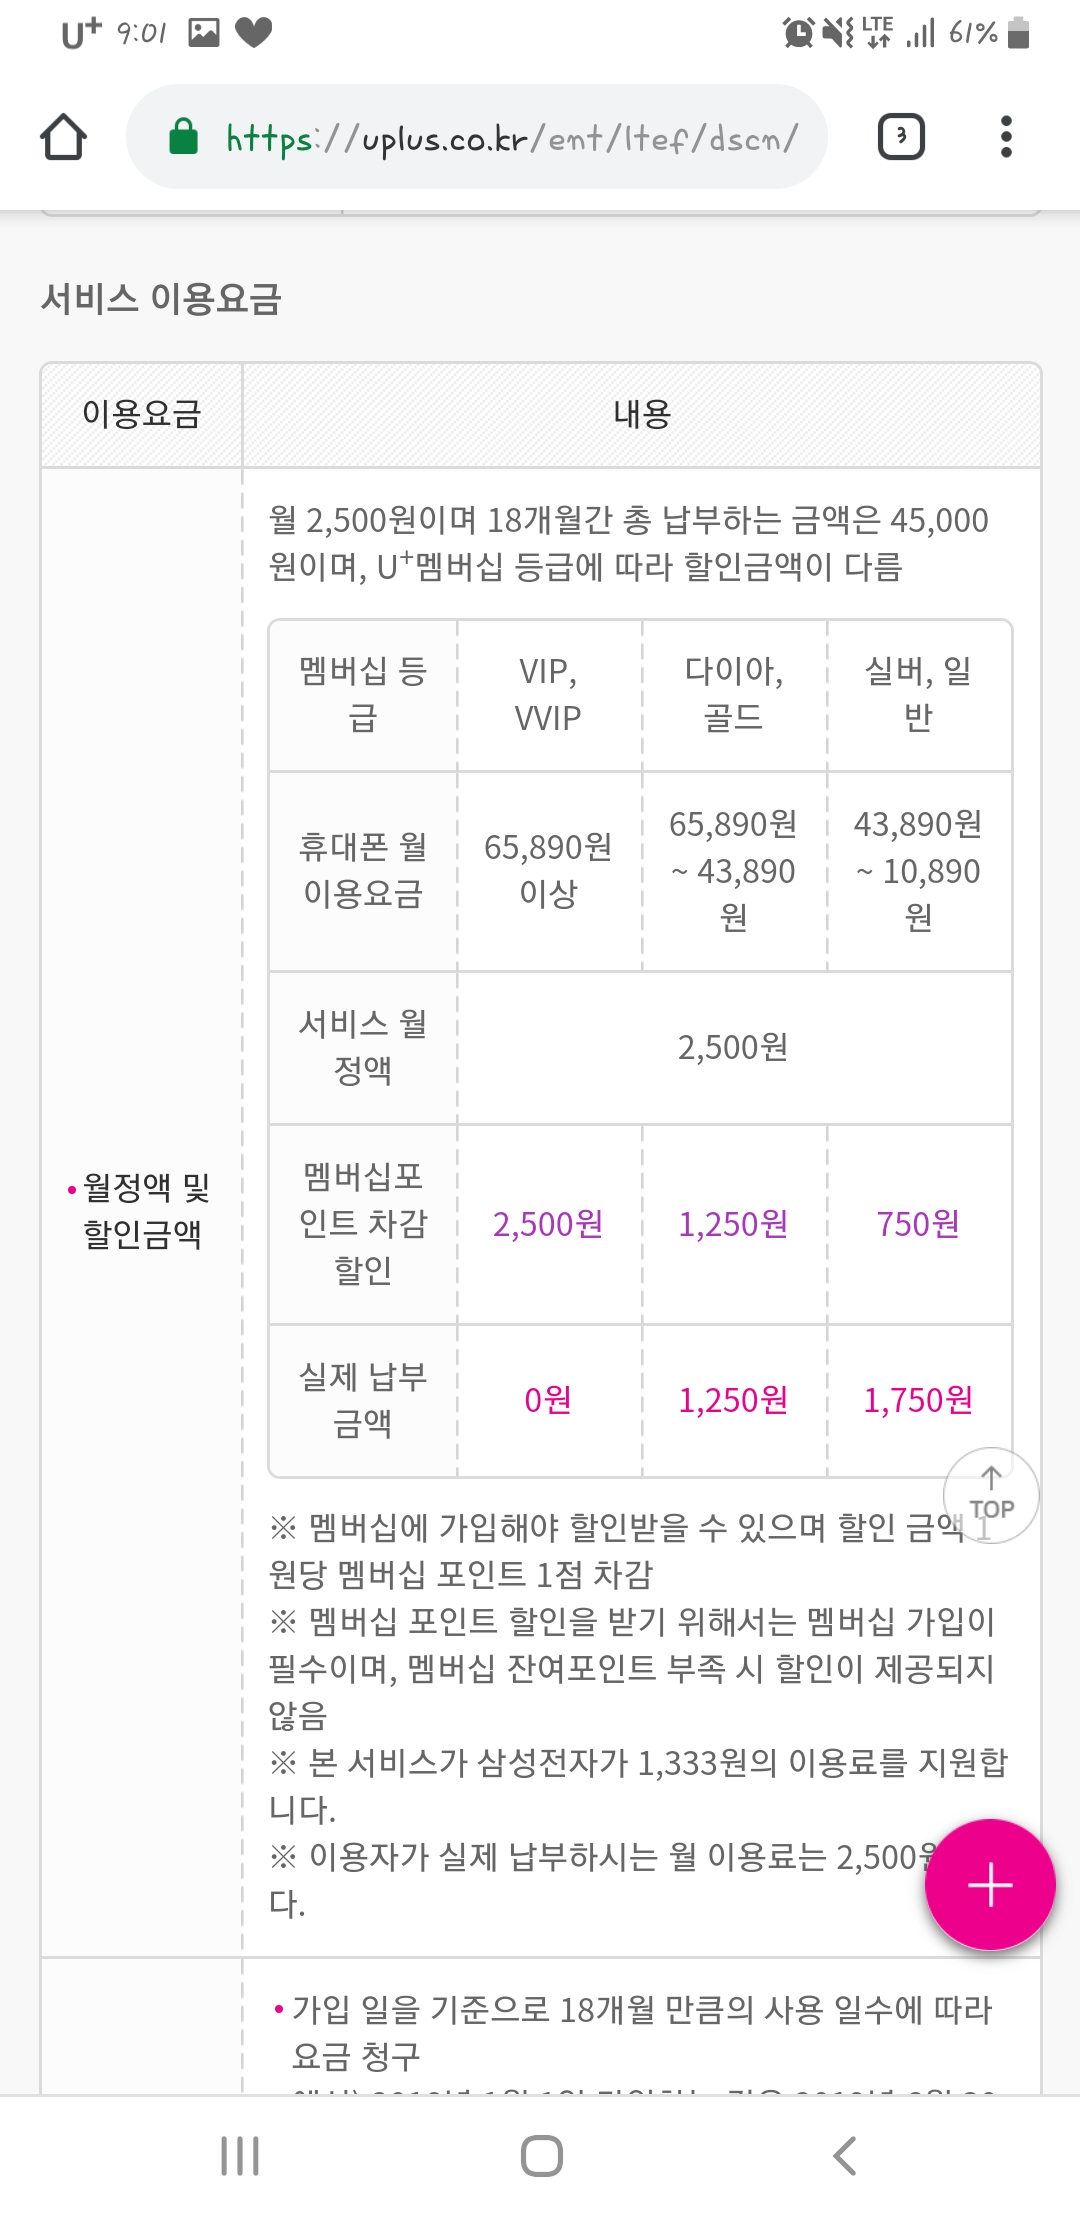 U+ 9:01 LTE 61%
https://uplus.co.kr/ent/ltef/dscn/ 3
서비스 이용요금
이용요금 내용
월 2,500원이며 18개월간 총 납부하는 금액은 45,000
원이며, U+멤버십 등급에 따라 할인금액이 다름
멤버십 등
급
VIP,
VVIP
다이아,
골드
실버, 일
반
휴대폰 월
이용요금
65,890원
이상
65,890원
~ 43,890
원
43,890원
~ 10,890
원
서비스 월
정액
2,500원
• 월정액 및
할인금액
멤버십포
인트 차감
할인
2,500원
1,250원
750원
실제 납부
금액
0원
1,250원
1,750원
TOP
※ 멤버십에 가입해야 할인받을 수 있으며 할인 금액 1
원당 멤버십 포인트 1점 차감
※ 멤버십 포인트 할인을 받기 위해서는 멤버십 가입이
필수이며, 멤버십 잔여포인트 부족 시 할인이 제공되지
않음
※ 본 서비스가 삼성전자가 1,333원의 이용료를 지원합
니다.
※ 이용자가 실제 납부하시는 월 이용료는 2,500원
다.
• 가입 일을 기준으로 18개월 만큼의 사용 일수에 따라
요금 청구